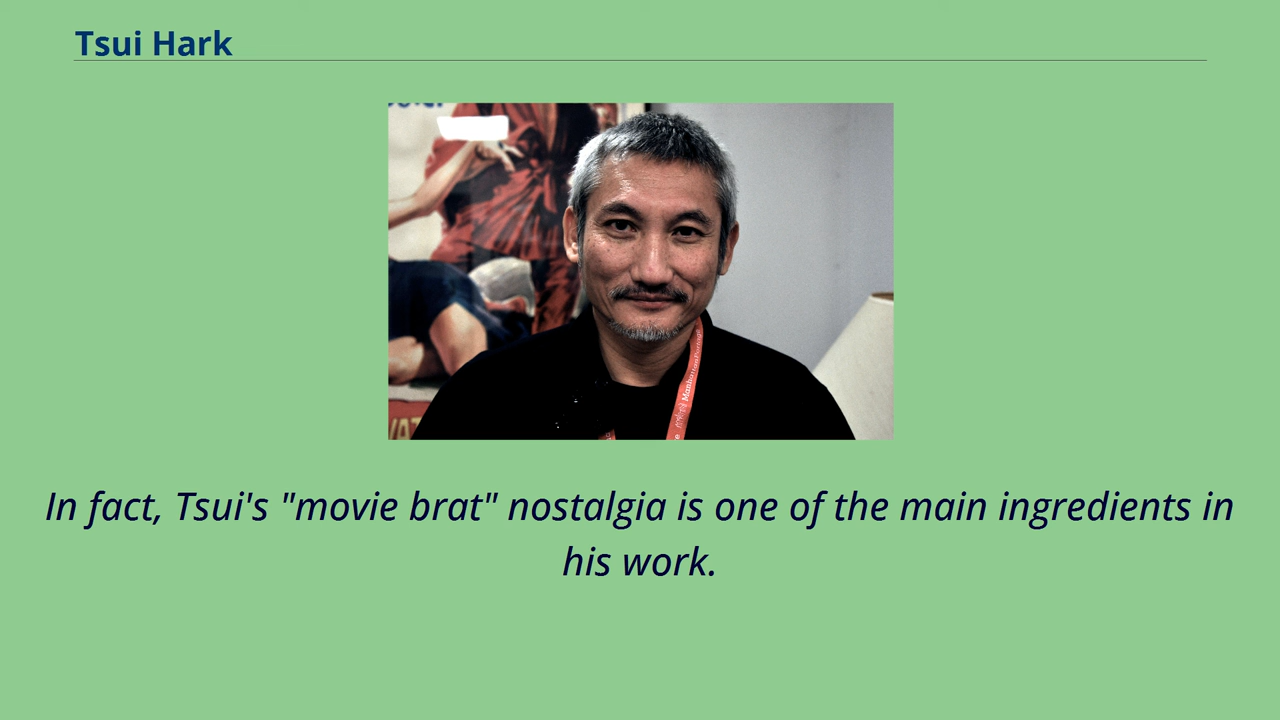 Tsui Hark
In fact, Tsui's "movie brat" nostalgia is one of the main ingredients in
his work.